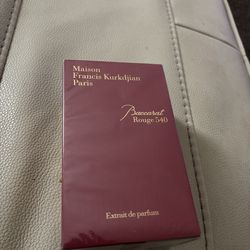 Maison
Francis Kurkdjian
Paris
Baccarat
Rouge 540
Extrait de parfum